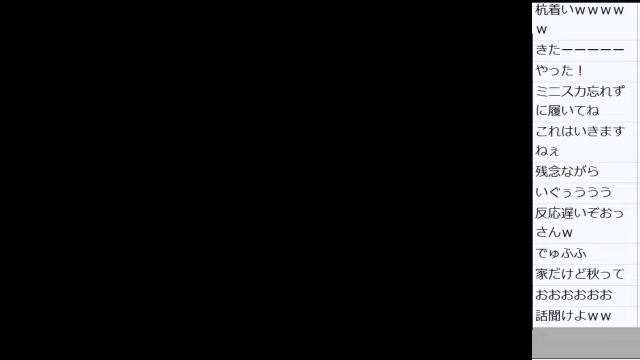 杭着いｗｗｗｗ
ｗ
きたーーーーー
やった！
ミニスカ忘れず
に履いてね
これはいきます
ねぇ
残念ながら
いぐぅううう
反応遅いぞおっ
さんｗ
でゅふふ
家だけど秋って
おおおおおお
話聞けよｗｗ